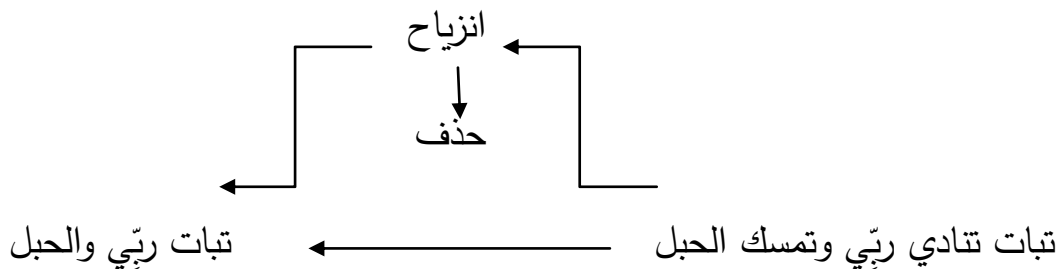 انزياح
حذف
تبات تنادي ربّي وتمسك الحبل
تبات ربّي والحبل